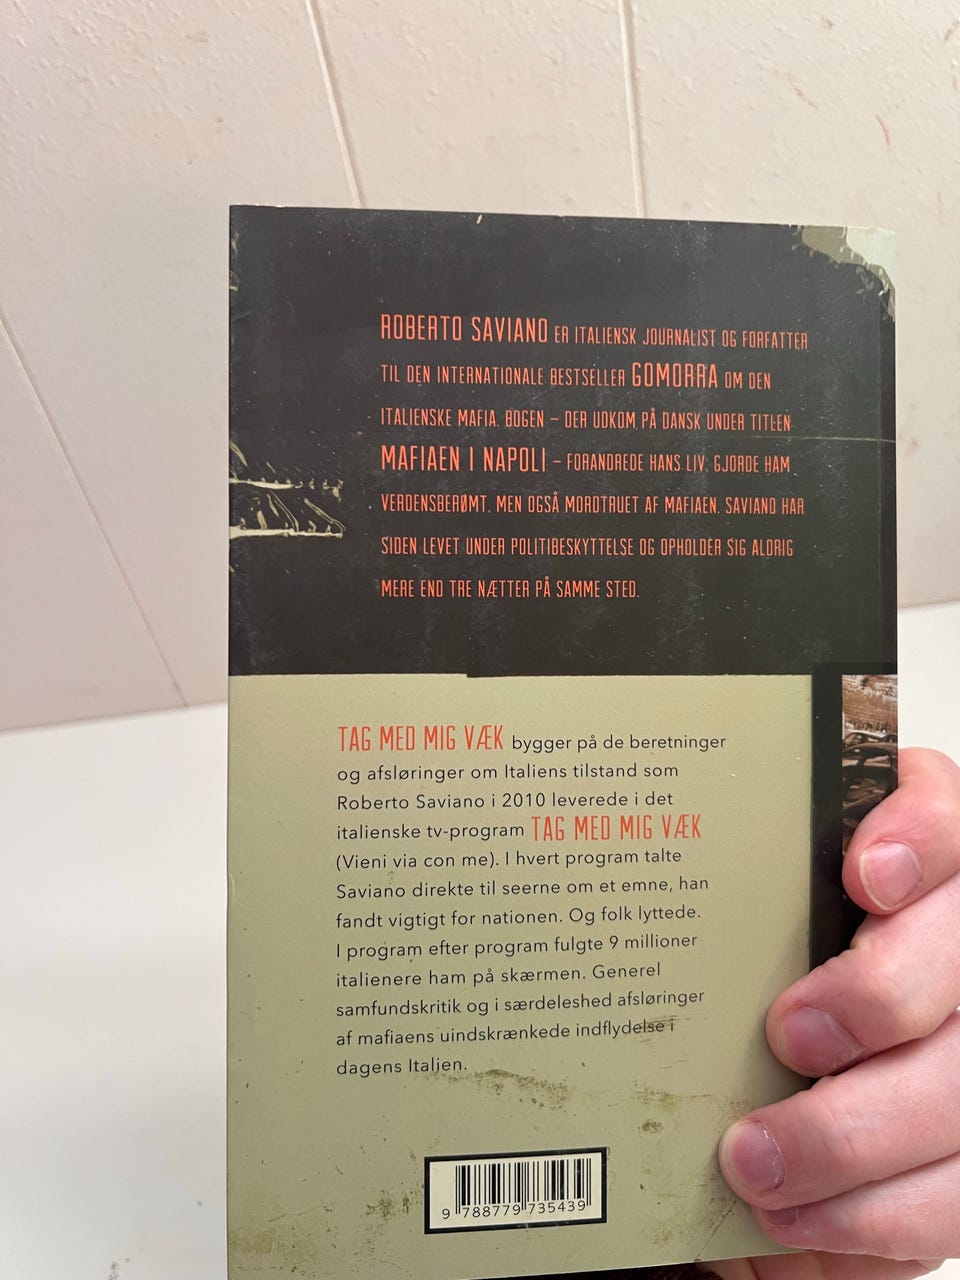 ROBERTO SAVIANO ER ITALIENSK JOURNALIST OG FORFATTER
TIL DEN INTERNATIONALE BESTSELLER GOMORRA OM DEN
ITALIENSKE MAFIA. BOGEN – DER UDKOM PÅ DANSK UNDER TITLEN
MAFIAEN I NAPOLI – FORANDREDE HANS LIV; GJORDE HAM
VERDENSBERØMT, MEN OGSÅ MORDTRUET AF MAFIAEN. SAVIANO HAR
SIDEN LEVET UNDER POLITIBESKYTTELSE OG OPHOLDER SIG ALDRIG
MERE END TRE NÆTTER PÅ SAMME STED.
TAG MED MIG VÆK bygger på de beretninger
og afsløringer om Italiens tilstand som
Roberto Saviano i 2010 leverede i det
italienske tv-program TAG MED MIG VÆK
(Vieni via con me). I hvert program talte
Saviano direkte til seerne om et emne, han
fandt vigtigt for nationen. Og folk lyttede.
I program efter program fulgte 9 millioner
italienere ham på skærmen. Generel
samfundskritik og i særdeleshed afsløringer
af mafiaens uindskrænkede indflydelse i
dagens Italien.
9 788779 735439